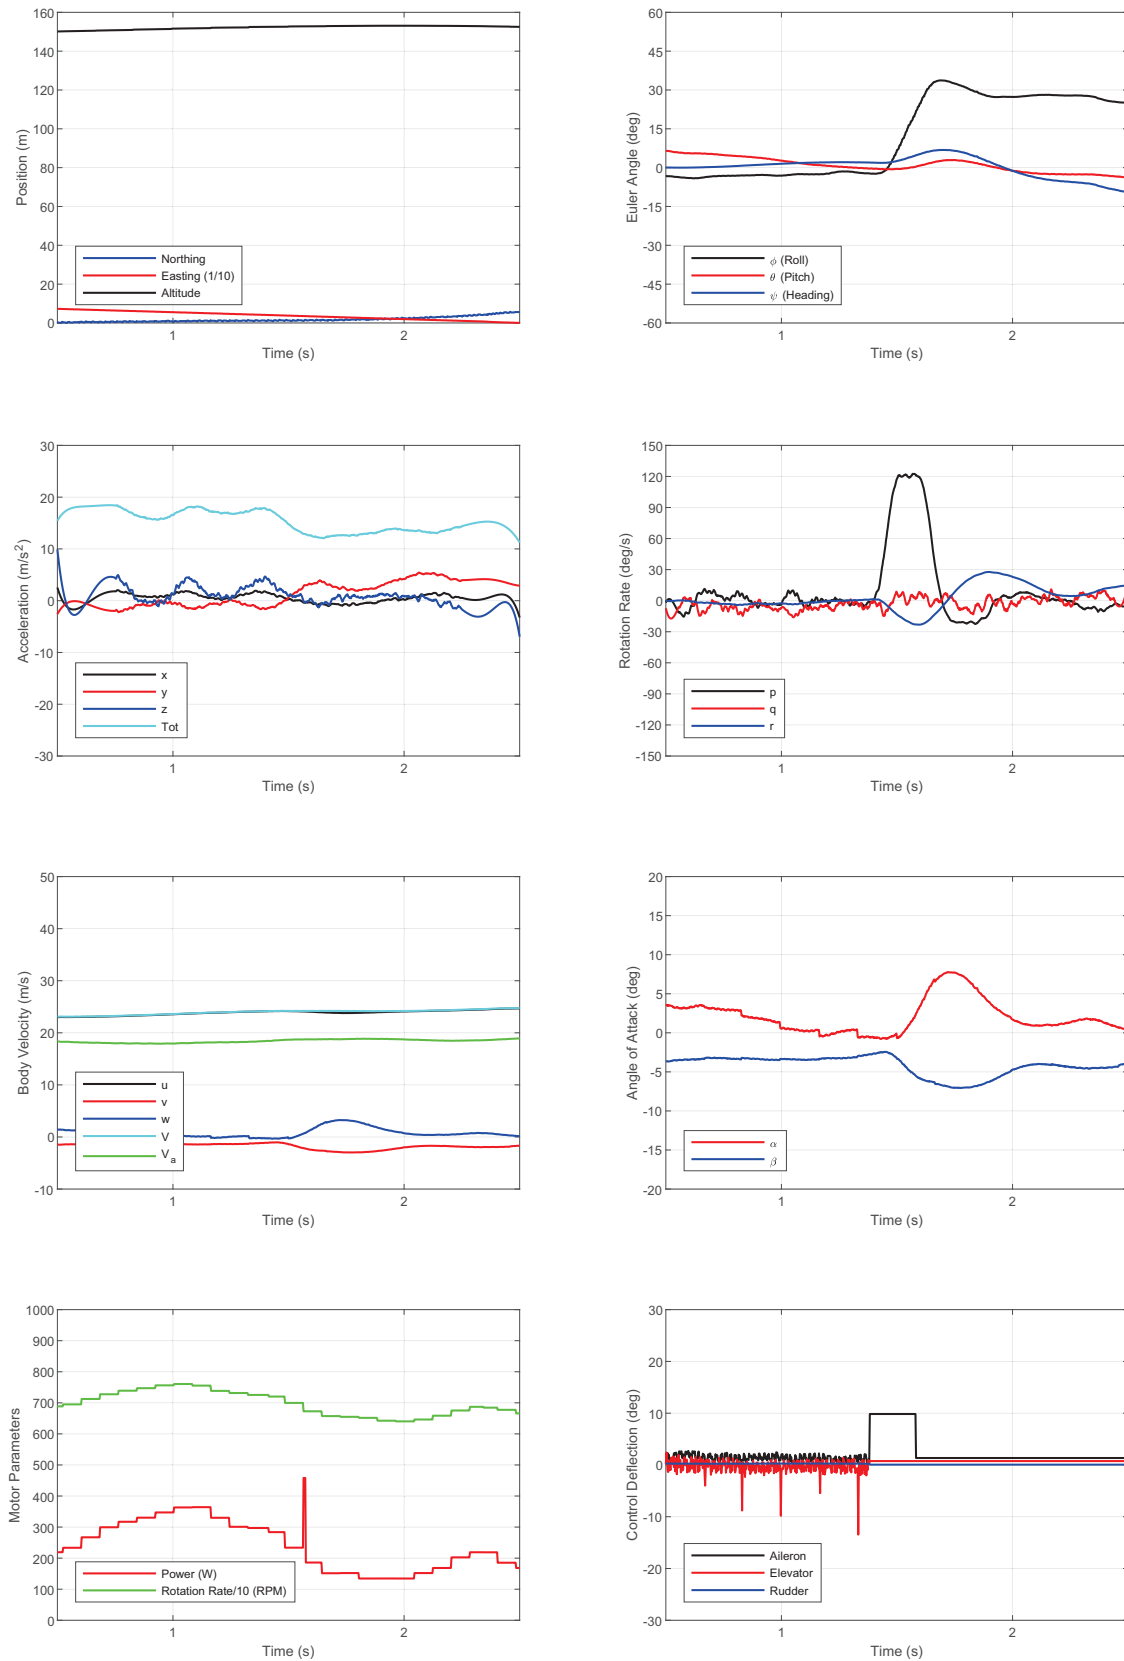 160
140
120
100
80
60
40
20
0
Position (m)
Northing
Easting (1/10)
Altitude
1
2
Time (s)
60
45
30
15
0
-15
-30
-45
-60
Euler Angle (deg)
ϕ (Roll)
θ (Pitch)
ψ (Heading)
1
2
Time (s)
30
20
10
0
-10
-20
-30
Acceleration (m/s²)
x
y
z
Tot
1
2
Time (s)
150
120
90
60
30
0
-30
-60
-90
-120
-150
Rotation Rate (deg/s)
p
q
r
1
2
Time (s)
50
40
30
20
10
0
-10
Body Velocity (m/s)
u
v
w
V
V_a
1
2
Time (s)
20
15
10
5
0
-5
-10
-15
-20
Angle of Attack (deg)
α
β
1
2
Time (s)
1000
900
800
700
600
500
400
300
200
100
0
Motor Parameters
Power (W)
Rotation Rate/10 (RPM)
1
2
Time (s)
30
20
10
0
-10
-20
-30
Control Deflection (deg)
Aileron
Elevator
Rudder
1
2
Time (s)